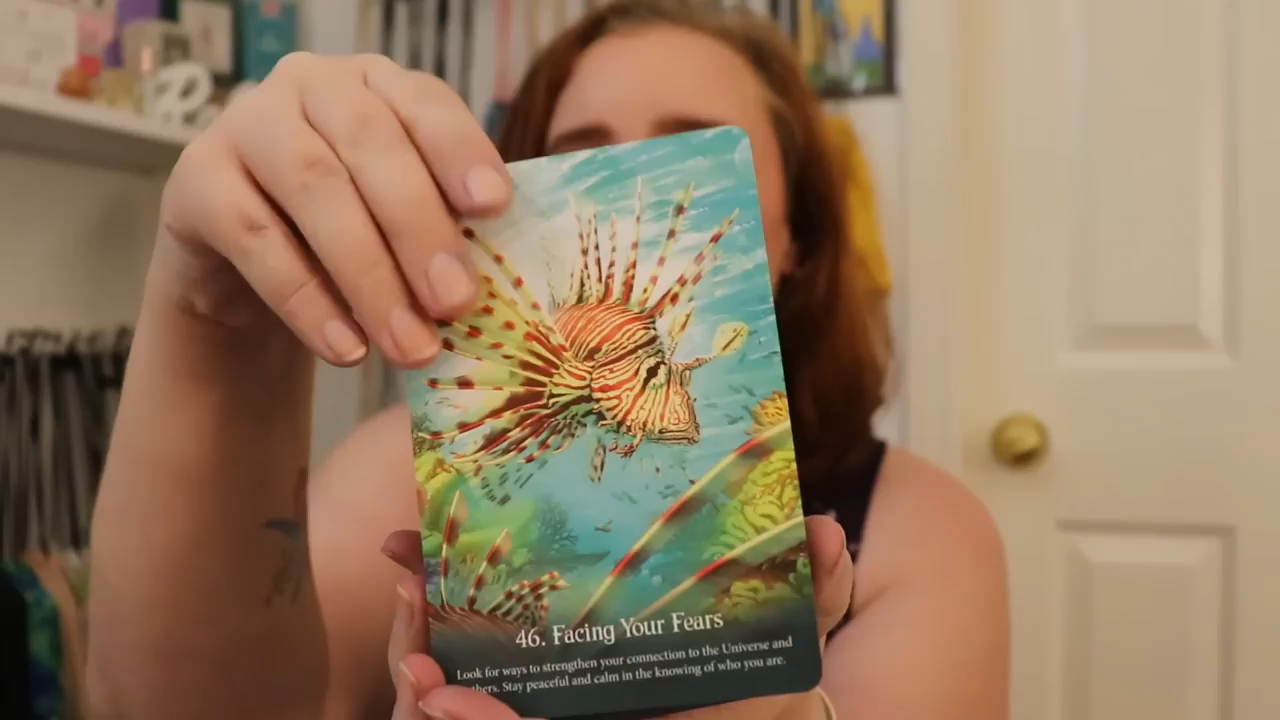 46. Facing Your Fears
Look for ways to strengthen your connection to the Universe and
thers. Stay peaceful and calm in the knowing of who you are.